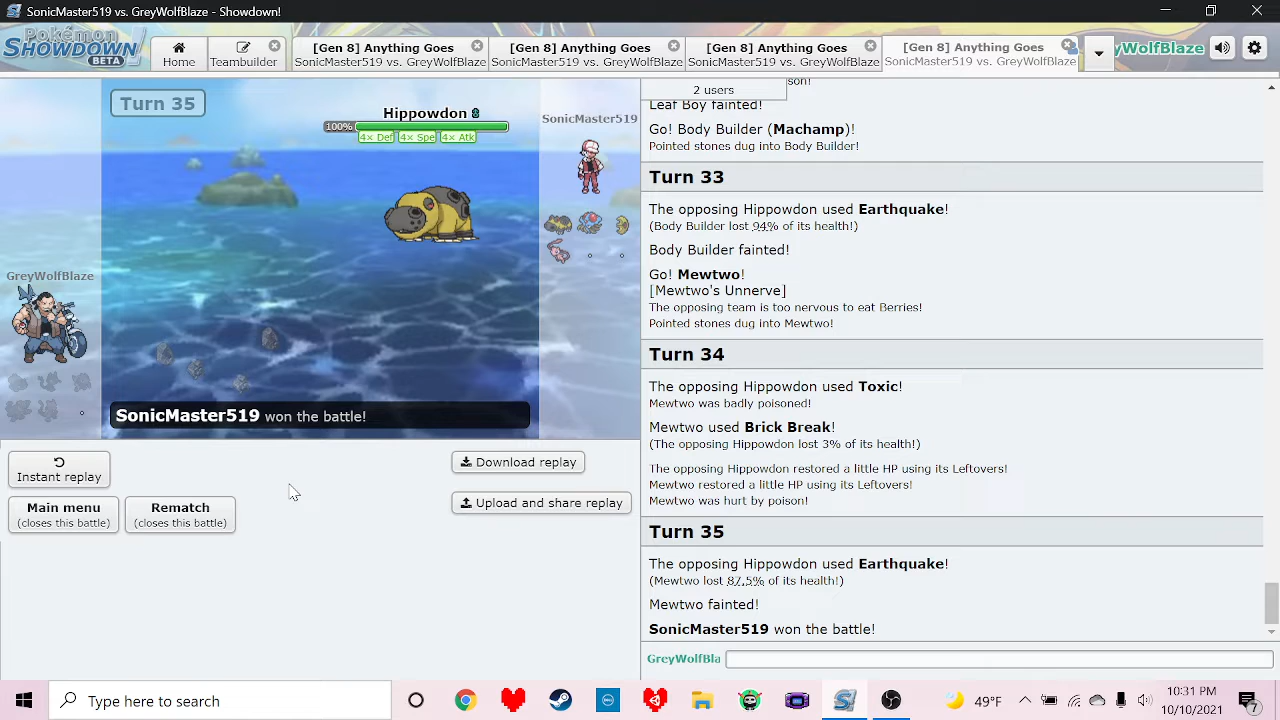 SonicMaster519 vs. GreyWolfBlaze - Showdown!
Pokémon
SHOWDOWN!
BETA
Home
Teambuilder
[Gen 8] Anything Goes
SonicMaster519 vs. GreyWolfBlaze
[Gen 8] Anything Goes
SonicMaster519 vs. GreyWolfBlaze
[Gen 8] Anything Goes
SonicMaster519 vs. GreyWolfBlaze
[Gen 8] Anything Goes
SonicMaster519 vs. GreyWolfBlaze
yWolfBlaze
Turn 35
Hippowdon
100%
4× Def 4× Spe 4× Atk
SonicMaster519
GreyWolfBlaze
SonicMaster519 won the battle!
Instant replay
Download replay
Upload and share replay
Main menu
(closes this battle)
Rematch
(closes this battle)
2 users
son!
Leaf Boy fainted!
Go! Body Builder (Machamp)!
Pointed stones dug into Body Builder!
Turn 33
The opposing Hippowdon used Earthquake!
(Body Builder lost 94% of its health!)
Body Builder fainted!
Go! Mewtwo!
[Mewtwo's Unnerve]
The opposing team is too nervous to eat Berries!
Pointed stones dug into Mewtwo!
Turn 34
The opposing Hippowdon used Toxic!
Mewtwo was badly poisoned!
Mewtwo used Brick Break!
(The opposing Hippowdon lost 3% of its health!)
The opposing Hippowdon restored a little HP using its Leftovers!
Mewtwo restored a little HP using its Leftovers!
Mewtwo was hurt by poison!
Turn 35
The opposing Hippowdon used Earthquake!
(Mewtwo lost 87.5% of its health!)
Mewtwo fainted!
SonicMaster519 won the battle!
GreyWolfBla
Type here to search
DELL
49°F
10:31 PM
10/10/2021
7